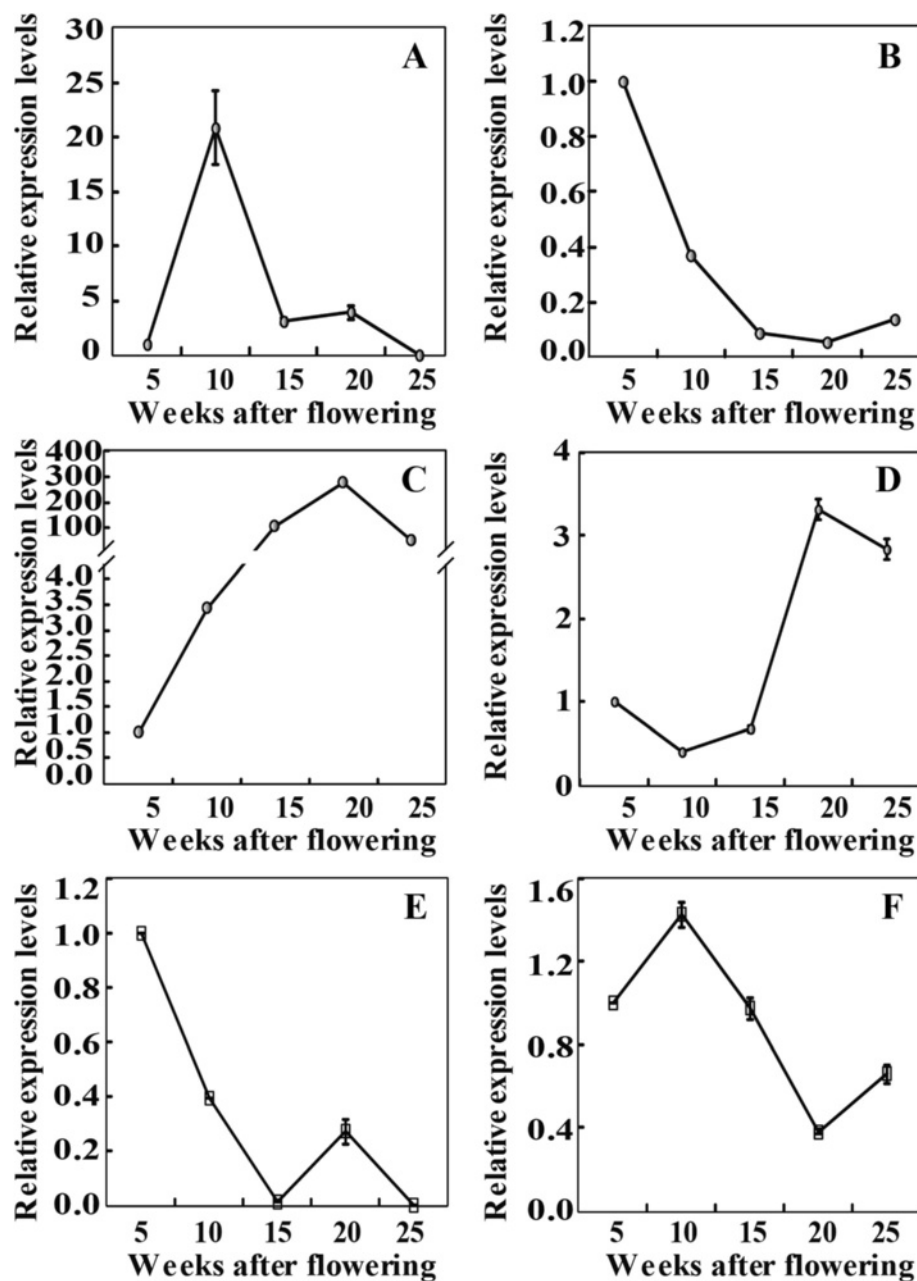 Relative expression levels
30
25
20
15
10
5
0
A
5 10 15 20 25
Weeks after flowering
Relative expression levels
1.2
1.0
0.8
0.6
0.4
0.2
0.0
B
5 10 15 20 25
Weeks after flowering
Relative expression levels
400
300
200
100
4.0
3.5
3.0
2.5
2.0
1.5
1.0
0.5
0.0
C
5 10 15 20 25
Weeks after flowering
Relative expression levels
4
3
2
1
0
D
5 10 15 20 25
Weeks after flowering
Relative expression levels
1.2
1.0
0.8
0.6
0.4
0.2
0.0
E
5 10 15 20 25
Weeks after flowering
Relative expression levels
1.6
1.2
0.8
0.4
0.0
F
5 10 15 20 25
Weeks after flowering